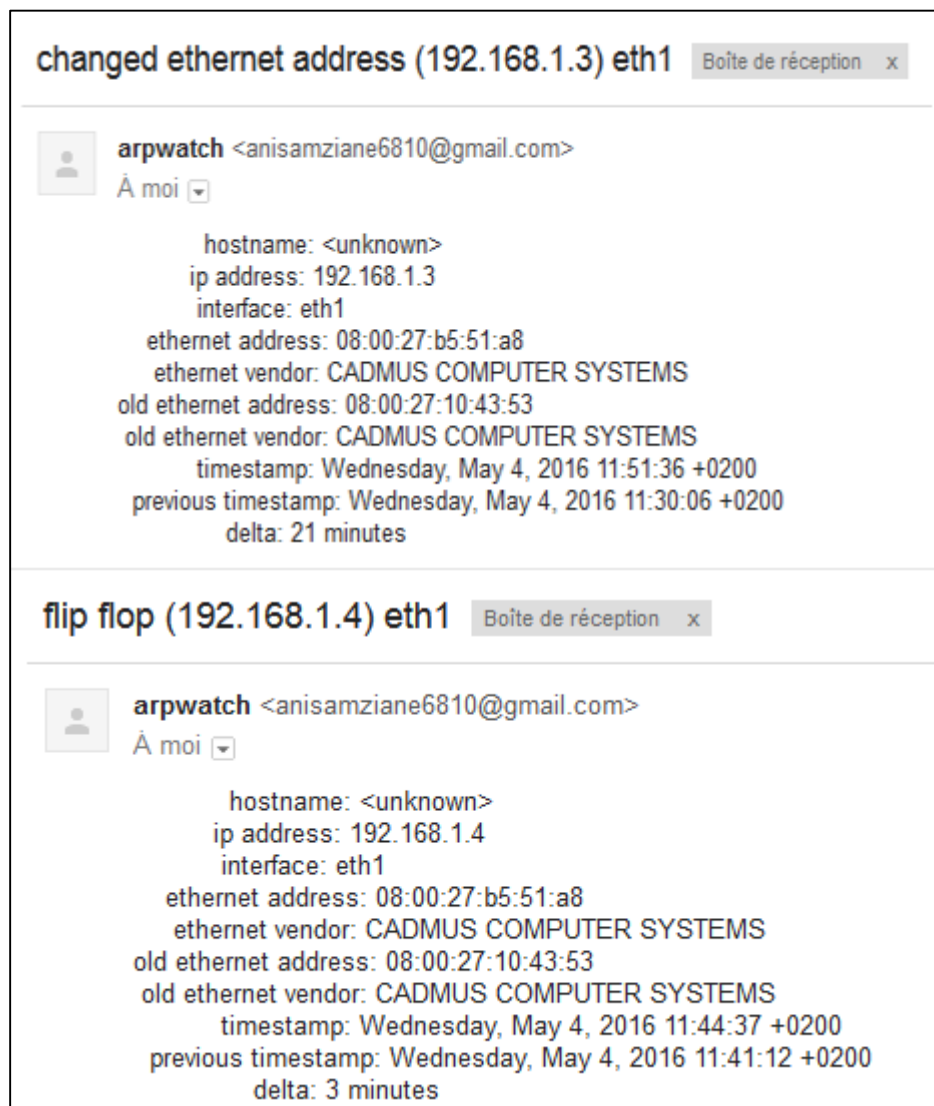 changed ethernet address (192.168.1.3) eth1 Boîte de réception x
arpwatch <anisamziane6810@gmail.com>
À moi
hostname: <unknown>
ip address: 192.168.1.3
interface: eth1
ethernet address: 08:00:27:b5:51:a8
ethernet vendor: CADMUS COMPUTER SYSTEMS
old ethernet address: 08:00:27:10:43:53
old ethernet vendor: CADMUS COMPUTER SYSTEMS
timestamp: Wednesday, May 4, 2016 11:51:36 +0200
previous timestamp: Wednesday, May 4, 2016 11:30:06 +0200
delta: 21 minutes
flip flop (192.168.1.4) eth1 Boîte de réception x
arpwatch <anisamziane6810@gmail.com>
À moi
hostname: <unknown>
ip address: 192.168.1.4
interface: eth1
ethernet address: 08:00:27:b5:51:a8
ethernet vendor: CADMUS COMPUTER SYSTEMS
old ethernet address: 08:00:27:10:43:53
old ethernet vendor: CADMUS COMPUTER SYSTEMS
timestamp: Wednesday, May 4, 2016 11:44:37 +0200
previous timestamp: Wednesday, May 4, 2016 11:41:12 +0200
delta: 3 minutes